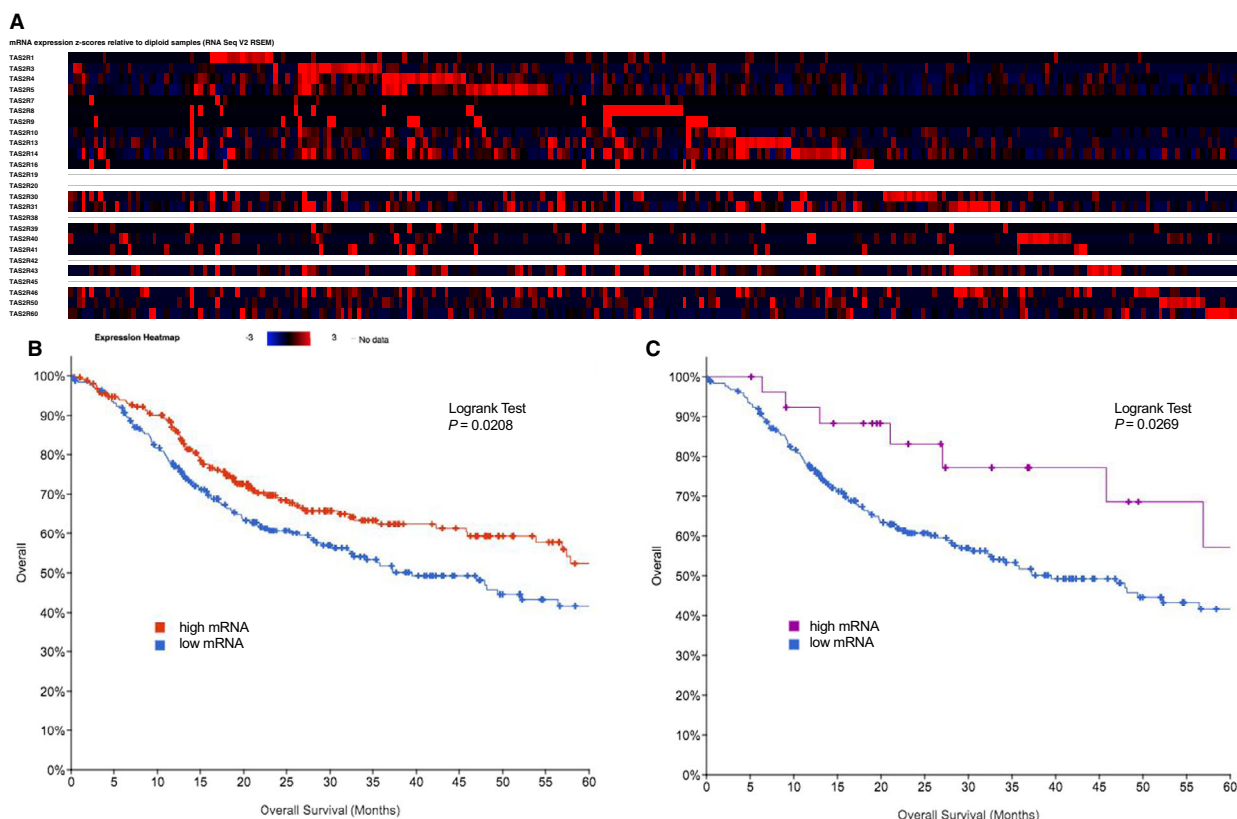 A
mRNA expression z-scores relative to diploid samples (RNA Seq V2 RSEM)
TAS2R1
TAS2R3
TAS2R4
TAS2R5
TAS2R7
TAS2R8
TAS2R9
TAS2R10
TAS2R13
TAS2R14
TAS2R16
TAS2R19
TAS2R20
TAS2R30
TAS2R31
TAS2R38
TAS2R39
TAS2R40
TAS2R41
TAS2R42
TAS2R43
TAS2R45
TAS2R46
TAS2R50
TAS2R60
Expression Heatmap -3 3 – No data
B
100%
90%
80%
70%
60%
50%
40%
30%
20%
10%
0%
Overall
Logrank Test
P = 0.0208
high mRNA
low mRNA
0 5 10 15 20 25 30 35 40 45 50 55 60
Overall Survival (Months)
C
100%
90%
80%
70%
60%
50%
40%
30%
20%
10%
0%
Overall
Logrank Test
P = 0.0269
high mRNA
low mRNA
0 5 10 15 20 25 30 35 40 45 50 55 60
Overall Survival (Months)